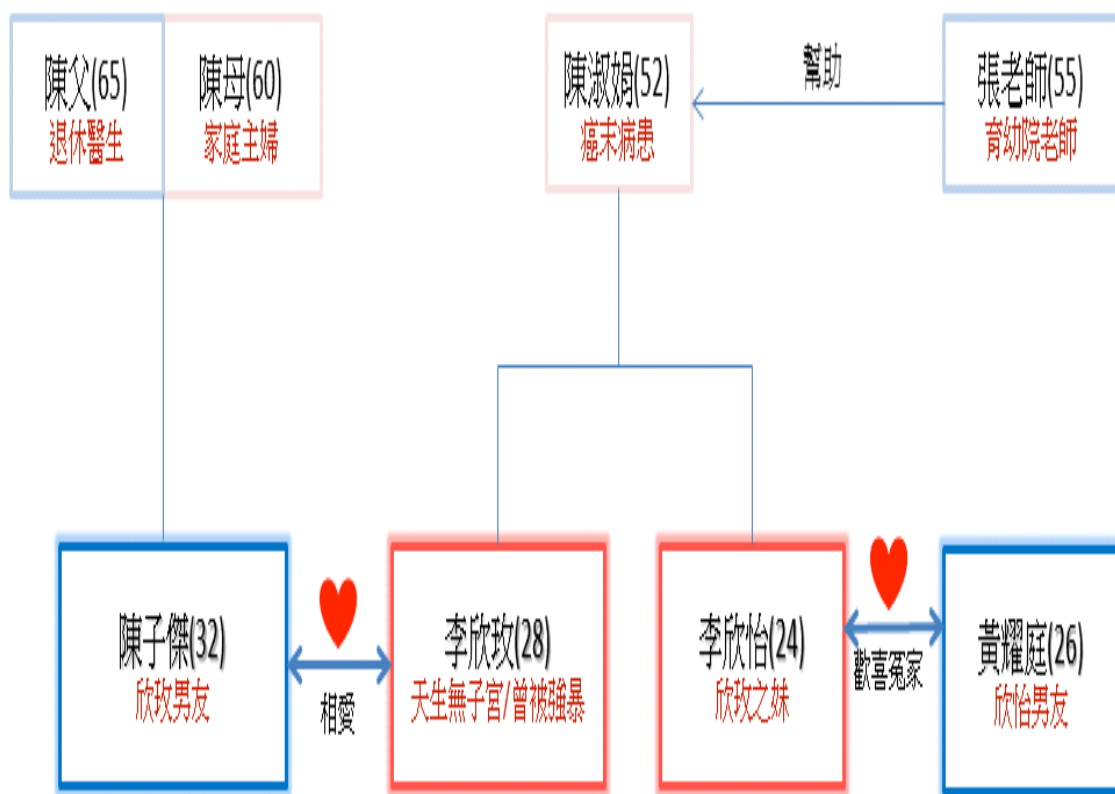 陳父(65)
退休醫生
陳母(60)
家庭主婦
陳淑娟(52)
癌末病患
幫助
張老師(55)
育幼院老師
陳子傑(32)
欣玫男友
相愛
李欣玫(28)
天生無子宮/曾被強暴
李欣怡(24)
欣玫之妹
歡喜冤家
黃耀庭(26)
欣怡男友